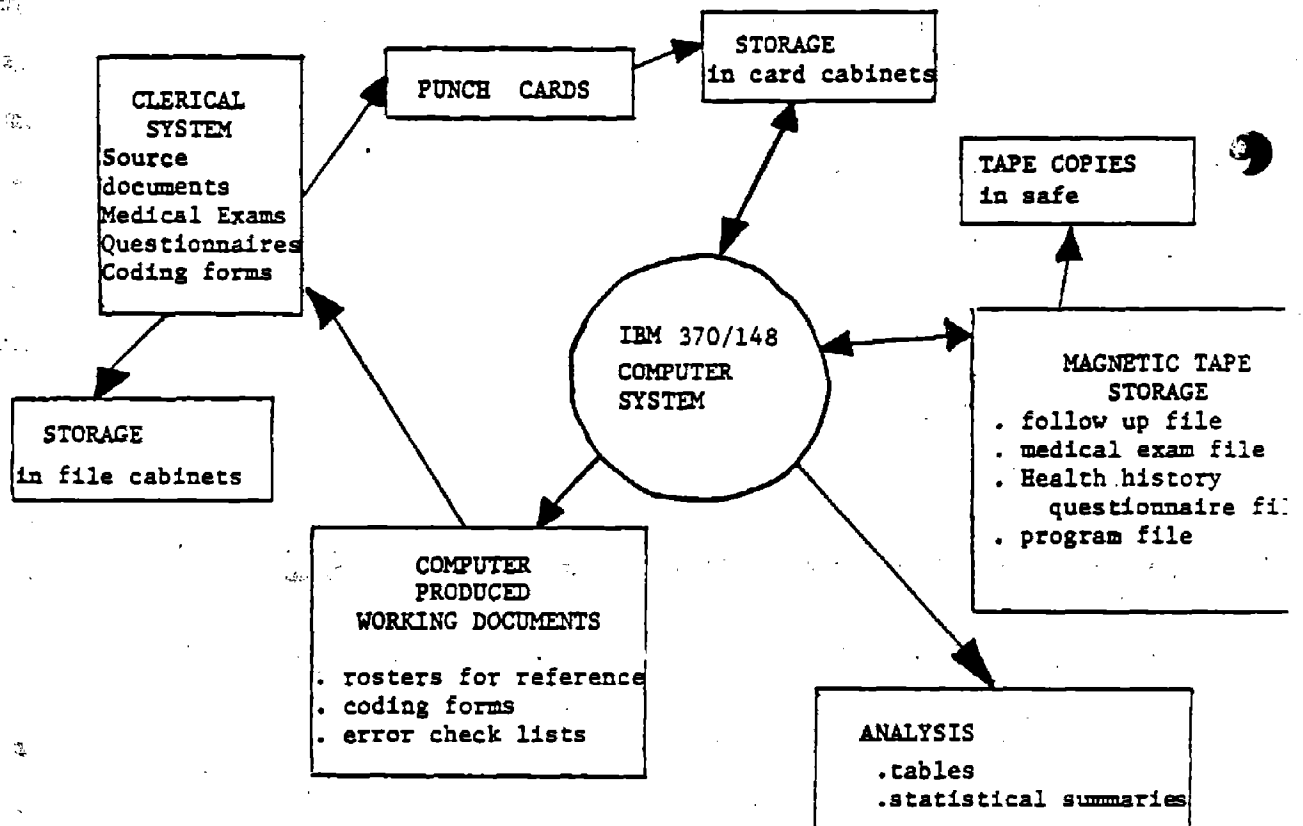 CLERICAL
SYSTEM
Source
documents
Medical Exams
Questionnaires
Coding forms
PUNCH CARDS
STORAGE
in card cabinets
TAPE COPIES
in safe
IBM 370/148
COMPUTER
SYSTEM
MAGNETIC TAPE
STORAGE
. follow up file
. medical exam file
. Health history
questionnaire
. program file
STORAGE
in file cabinets
COMPUTER
PRODUCED
WORKING DOCUMENTS
. rosters for reference
. coding forms
. error check lists
ANALYSIS
.tables
.statistical summaries